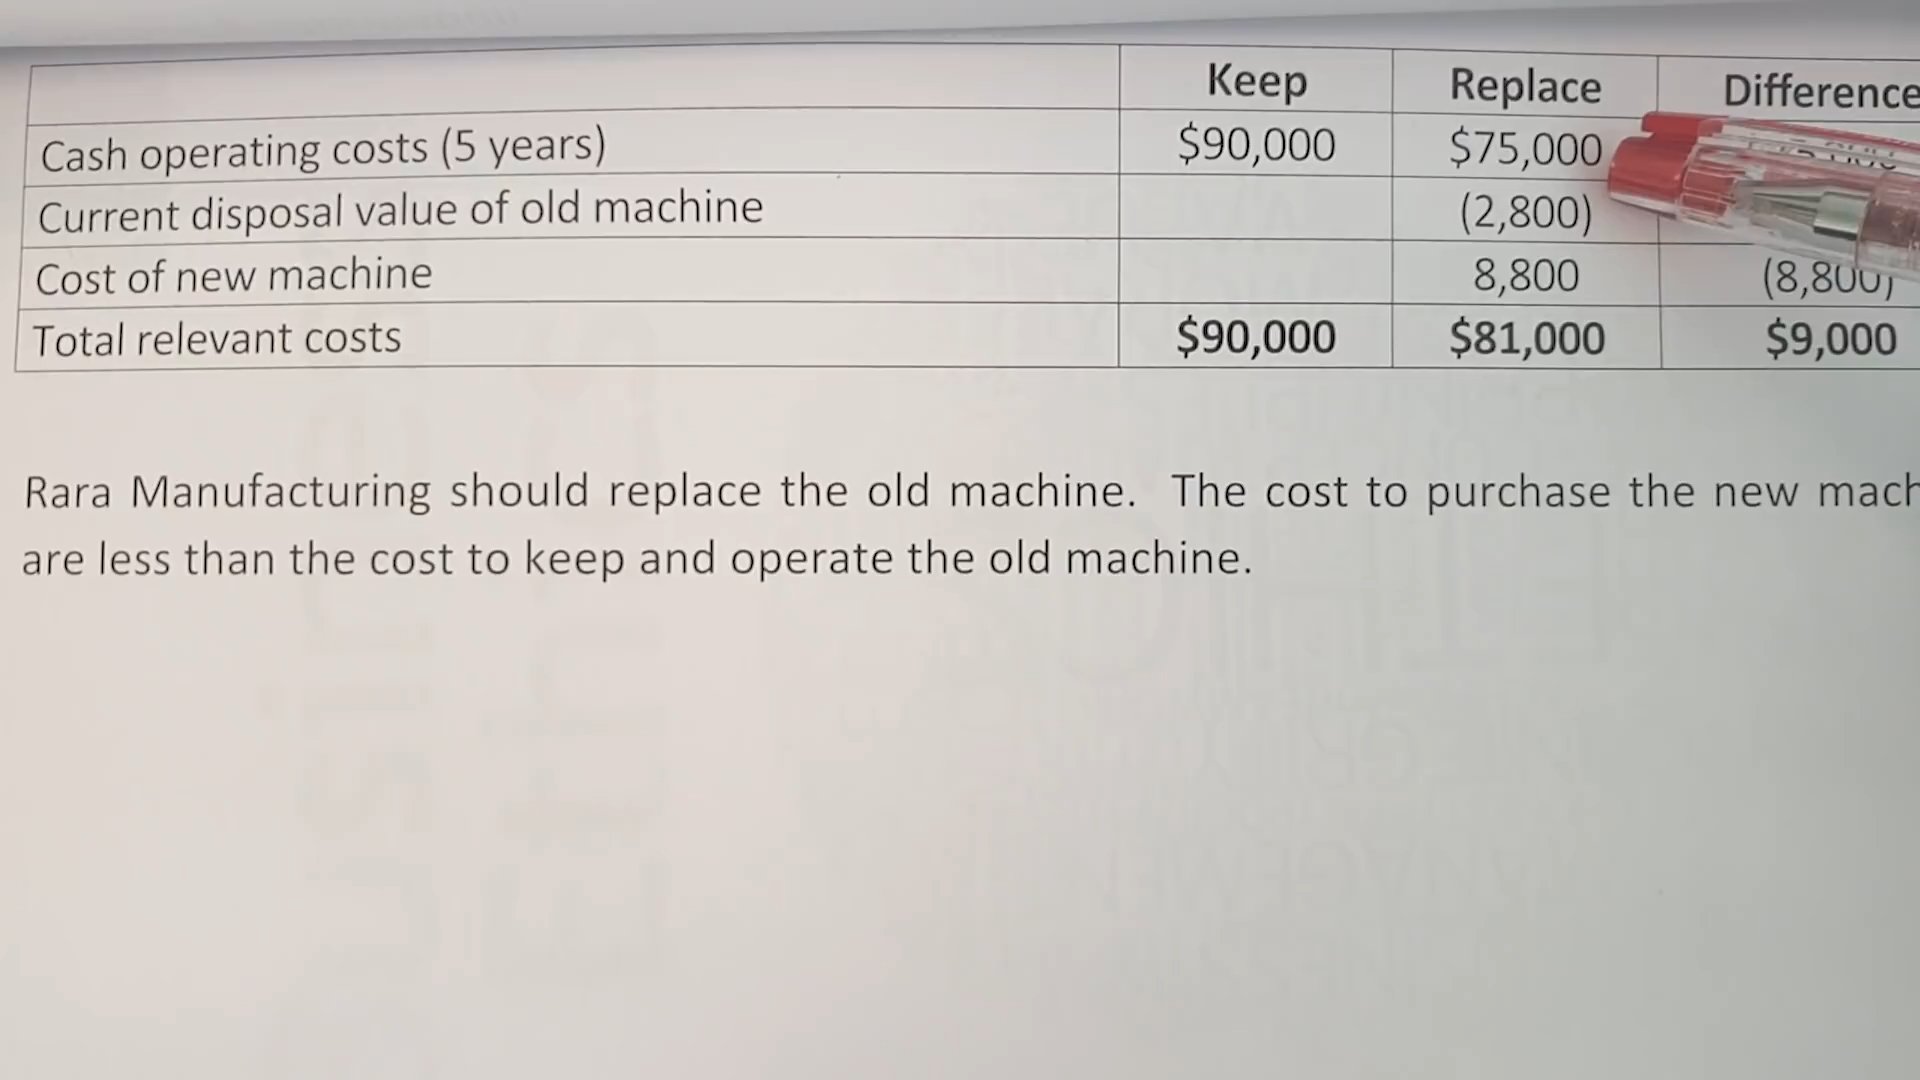 Keep Replace Difference
Cash operating costs (5 years) $90,000 $75,000
Current disposal value of old machine (2,800)
Cost of new machine 8,800 (8,800)
Total relevant costs $90,000 $81,000 $9,000
Rara Manufacturing should replace the old machine. The cost to purchase the new mach
are less than the cost to keep and operate the old machine.